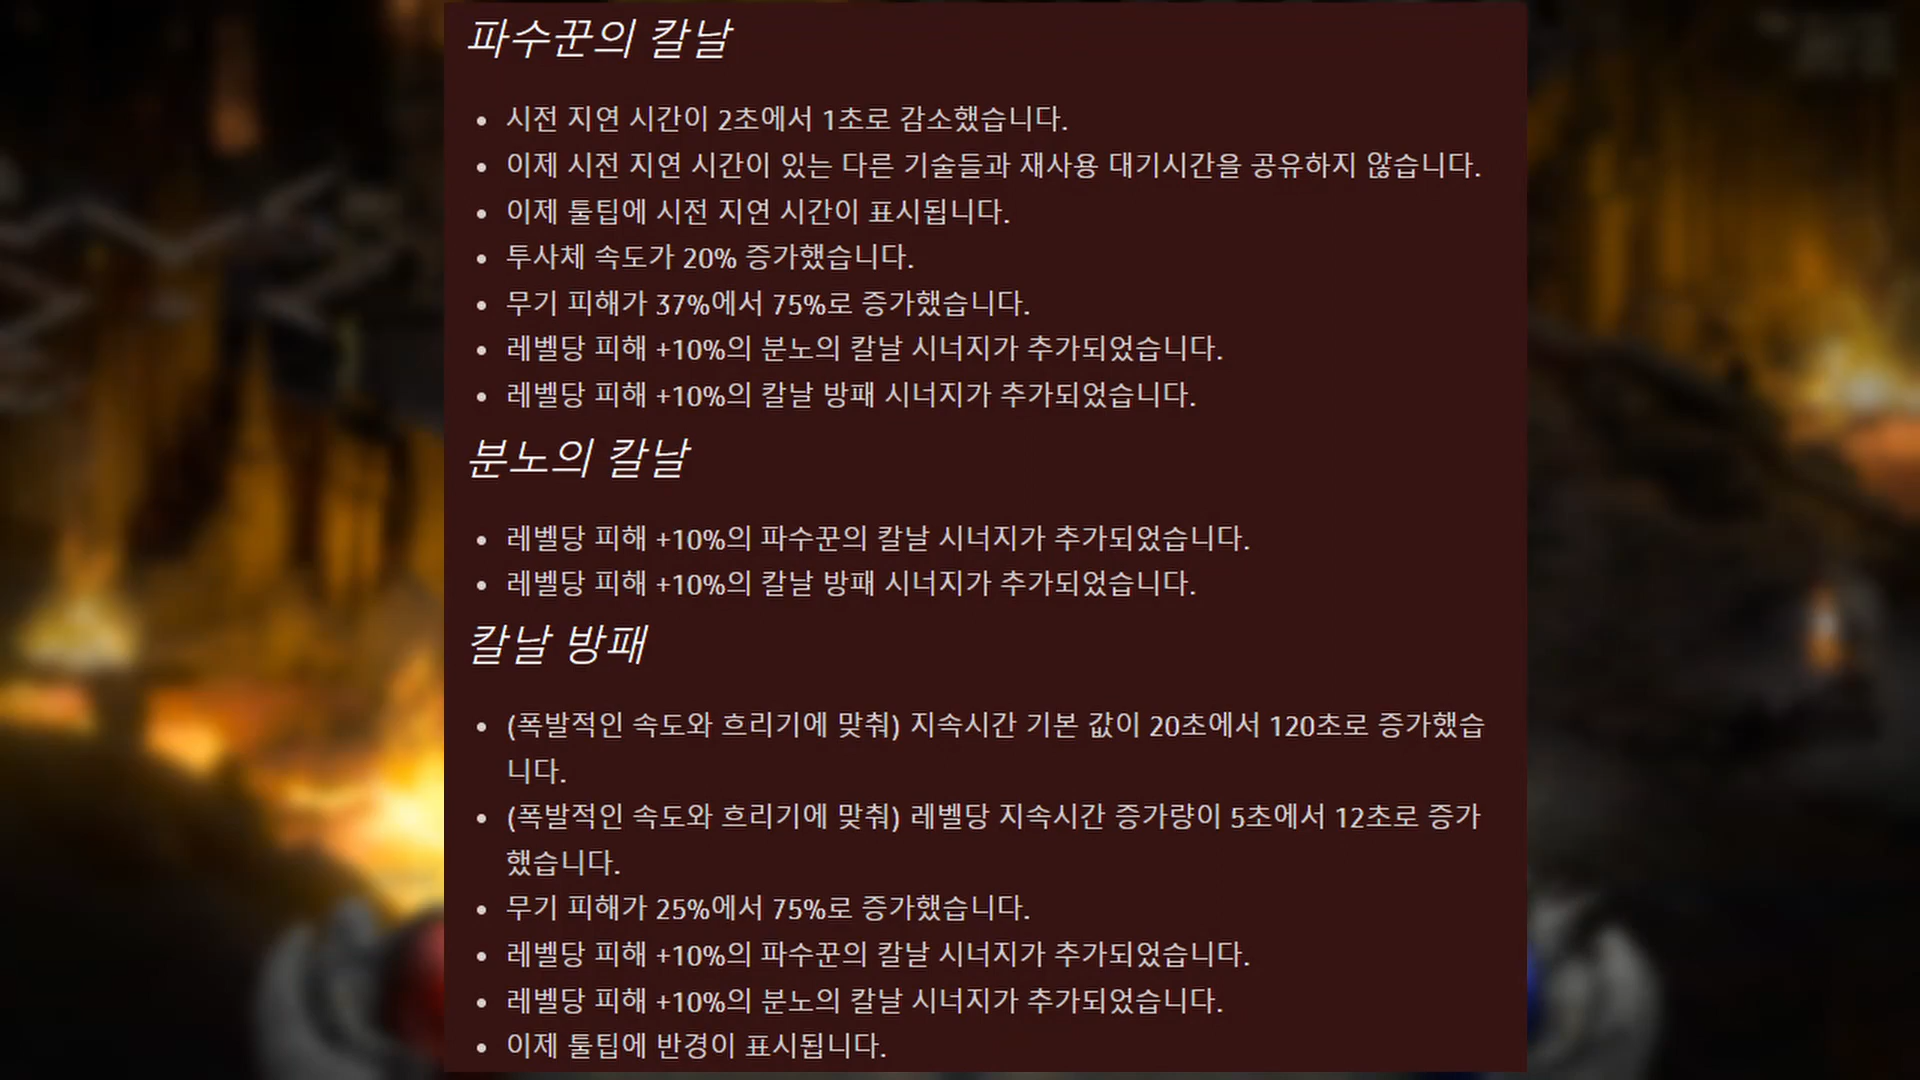 파수꾼의 칼날
• 시전 지연 시간이 2초에서 1초로 감소했습니다.
• 이제 시전 지연 시간이 있는 다른 기술들과 재사용 대기시간을 공유하지 않습니다.
• 이제 툴팁에 시전 지연 시간이 표시됩니다.
• 투사체 속도가 20% 증가했습니다.
• 무기 피해가 37%에서 75%로 증가했습니다.
• 레벨당 피해 +10%의 분노의 칼날 시너지가 추가되었습니다.
• 레벨당 피해 +10%의 칼날 방패 시너지가 추가되었습니다.
분노의 칼날
• 레벨당 피해 +10%의 파수꾼의 칼날 시너지가 추가되었습니다.
• 레벨당 피해 +10%의 칼날 방패 시너지가 추가되었습니다.
칼날 방패
• (폭발적인 속도와 흐리기에 맞춰) 지속시간 기본 값이 20초에서 120초로 증가했습
니다.
• (폭발적인 속도와 흐리기에 맞춰) 레벨당 지속시간 증가량이 5초에서 12초로 증가
했습니다.
• 무기 피해가 25%에서 75%로 증가했습니다.
• 레벨당 피해 +10%의 파수꾼의 칼날 시너지가 추가되었습니다.
• 레벨당 피해 +10%의 분노의 칼날 시너지가 추가되었습니다.
• 이제 툴팁에 반경이 표시됩니다.